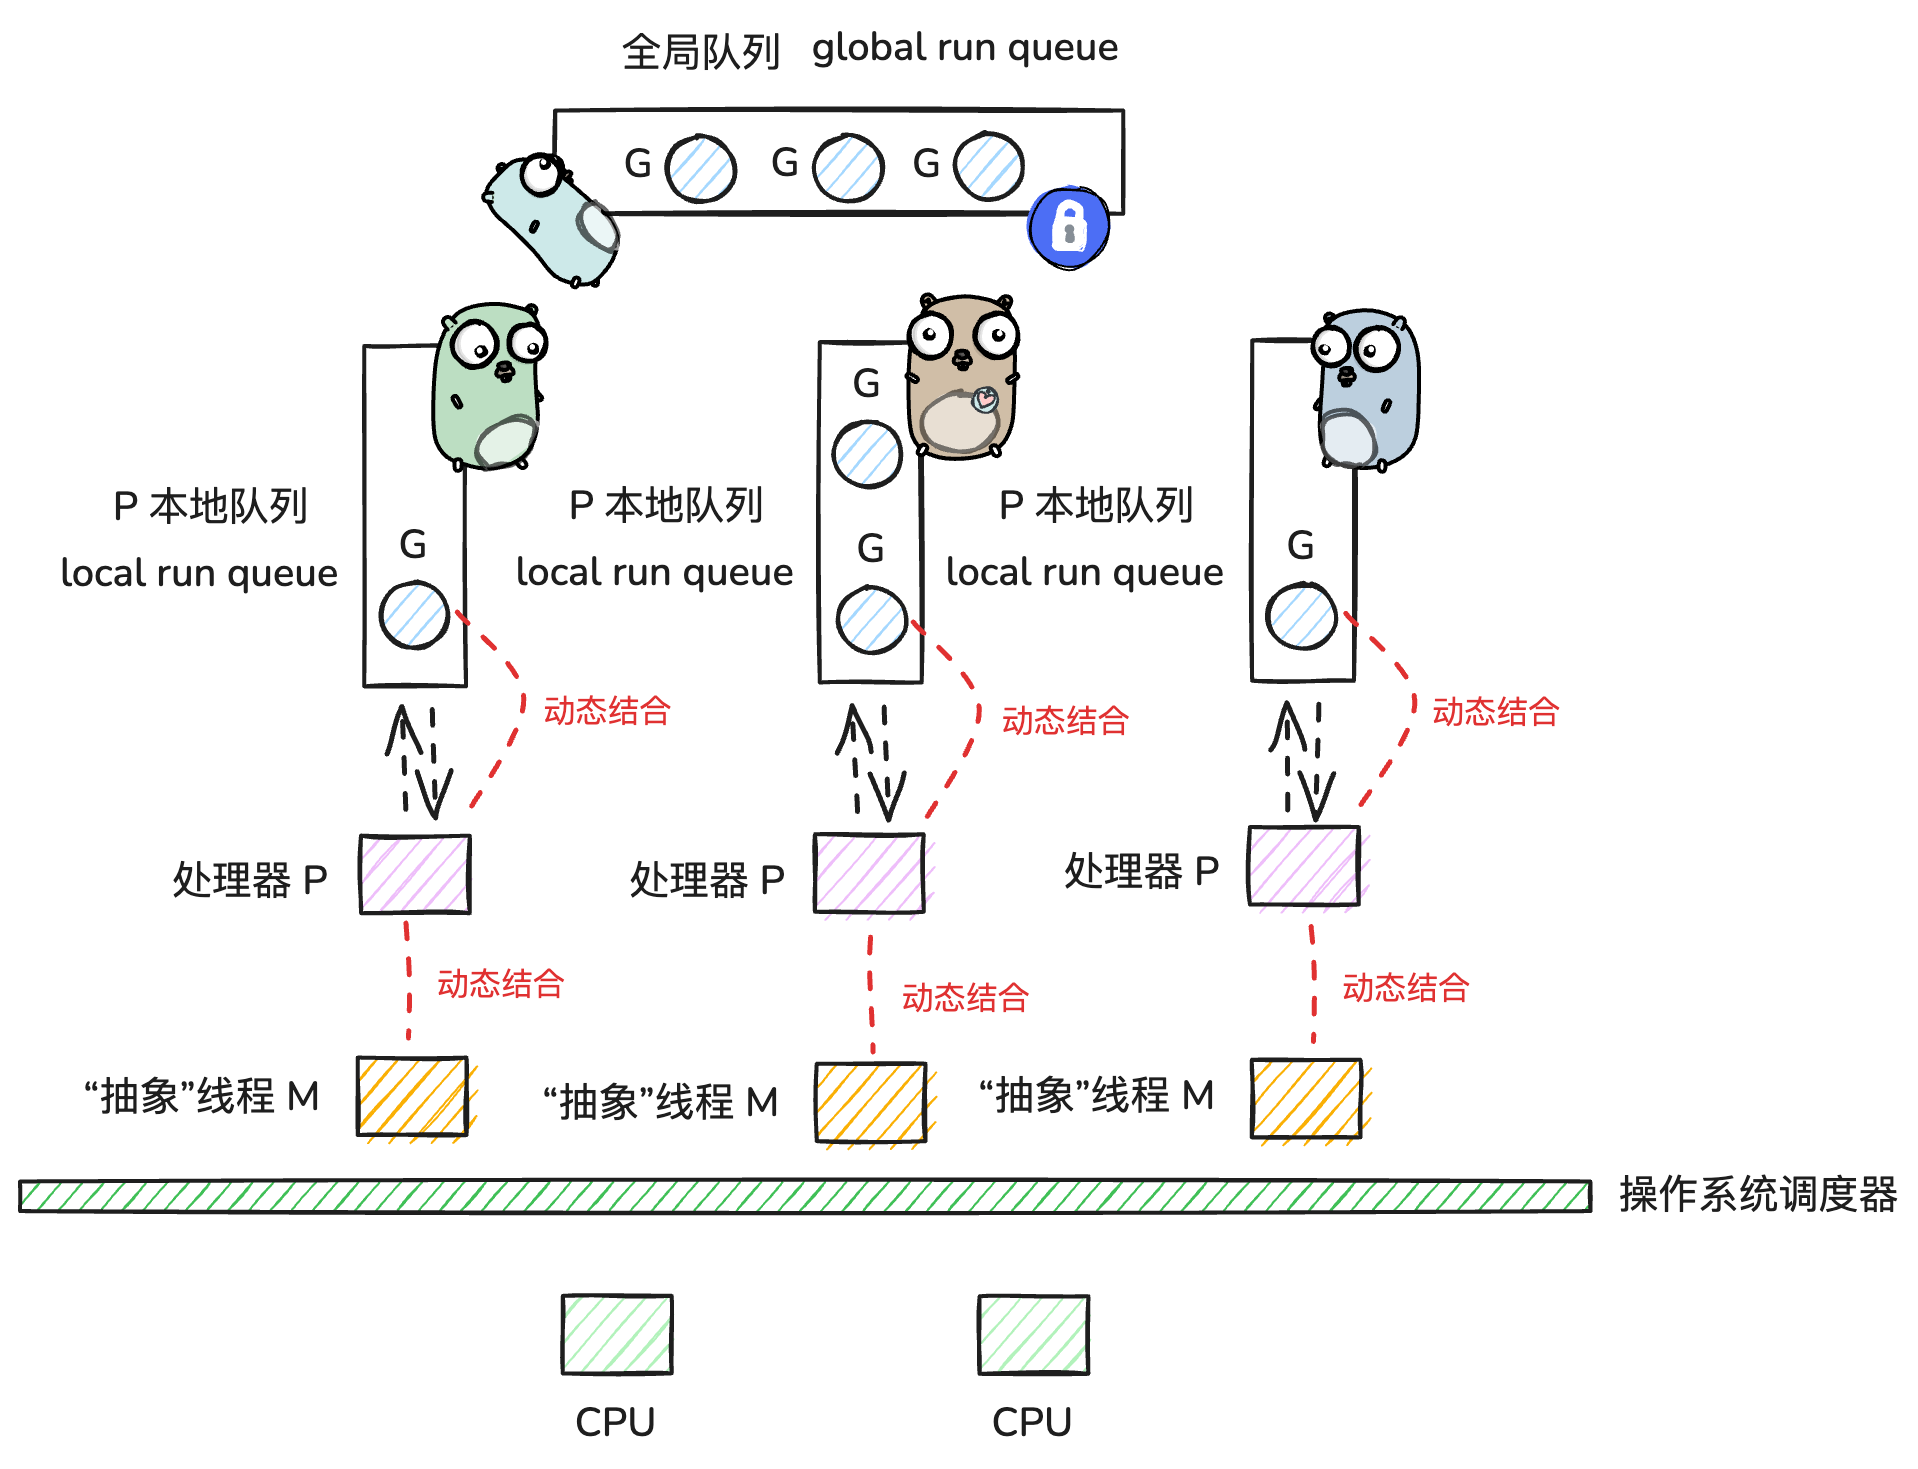 全局队列 global run queue
G G G
G
P 本地队列 P 本地队列 P 本地队列
G G G
local run queue local run queue local run queue
动态结合 动态结合 动态结合
处理器 P 处理器 P 处理器 P
动态结合 动态结合 动态结合
“抽象”线程 M “抽象”线程 M “抽象”线程 M
操作系统调度器
CPU CPU